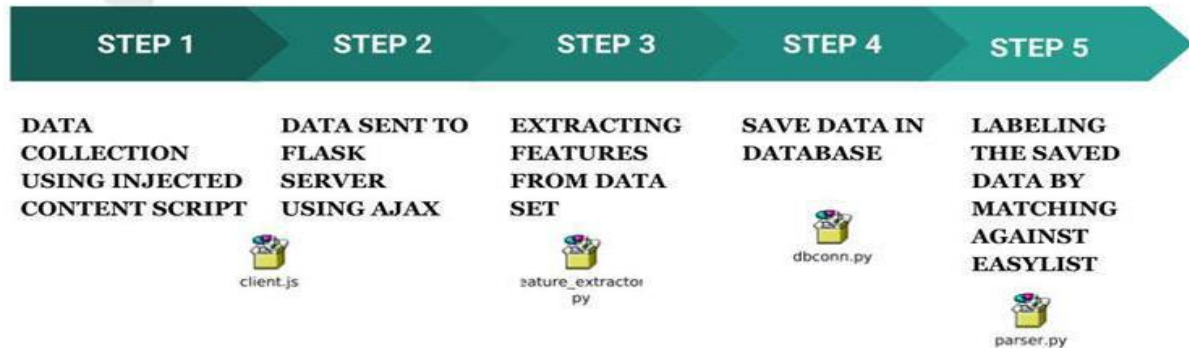 STEP 1
STEP 2
STEP 3
STEP 4
STEP 5
DATA
COLLECTION
USING INJECTED
CONTENT SCRIPT
DATA SENT TO
FLASK
SERVER
USING AJAX
client.js
EXTRACTING
FEATURES
FROM DATA
SET
eature_extractor
py
SAVE DATA IN
DATABASE
dbconn.py
LABELING
THE SAVED
DATA BY
MATCHING
AGAINST
EASYLIST
parser.py